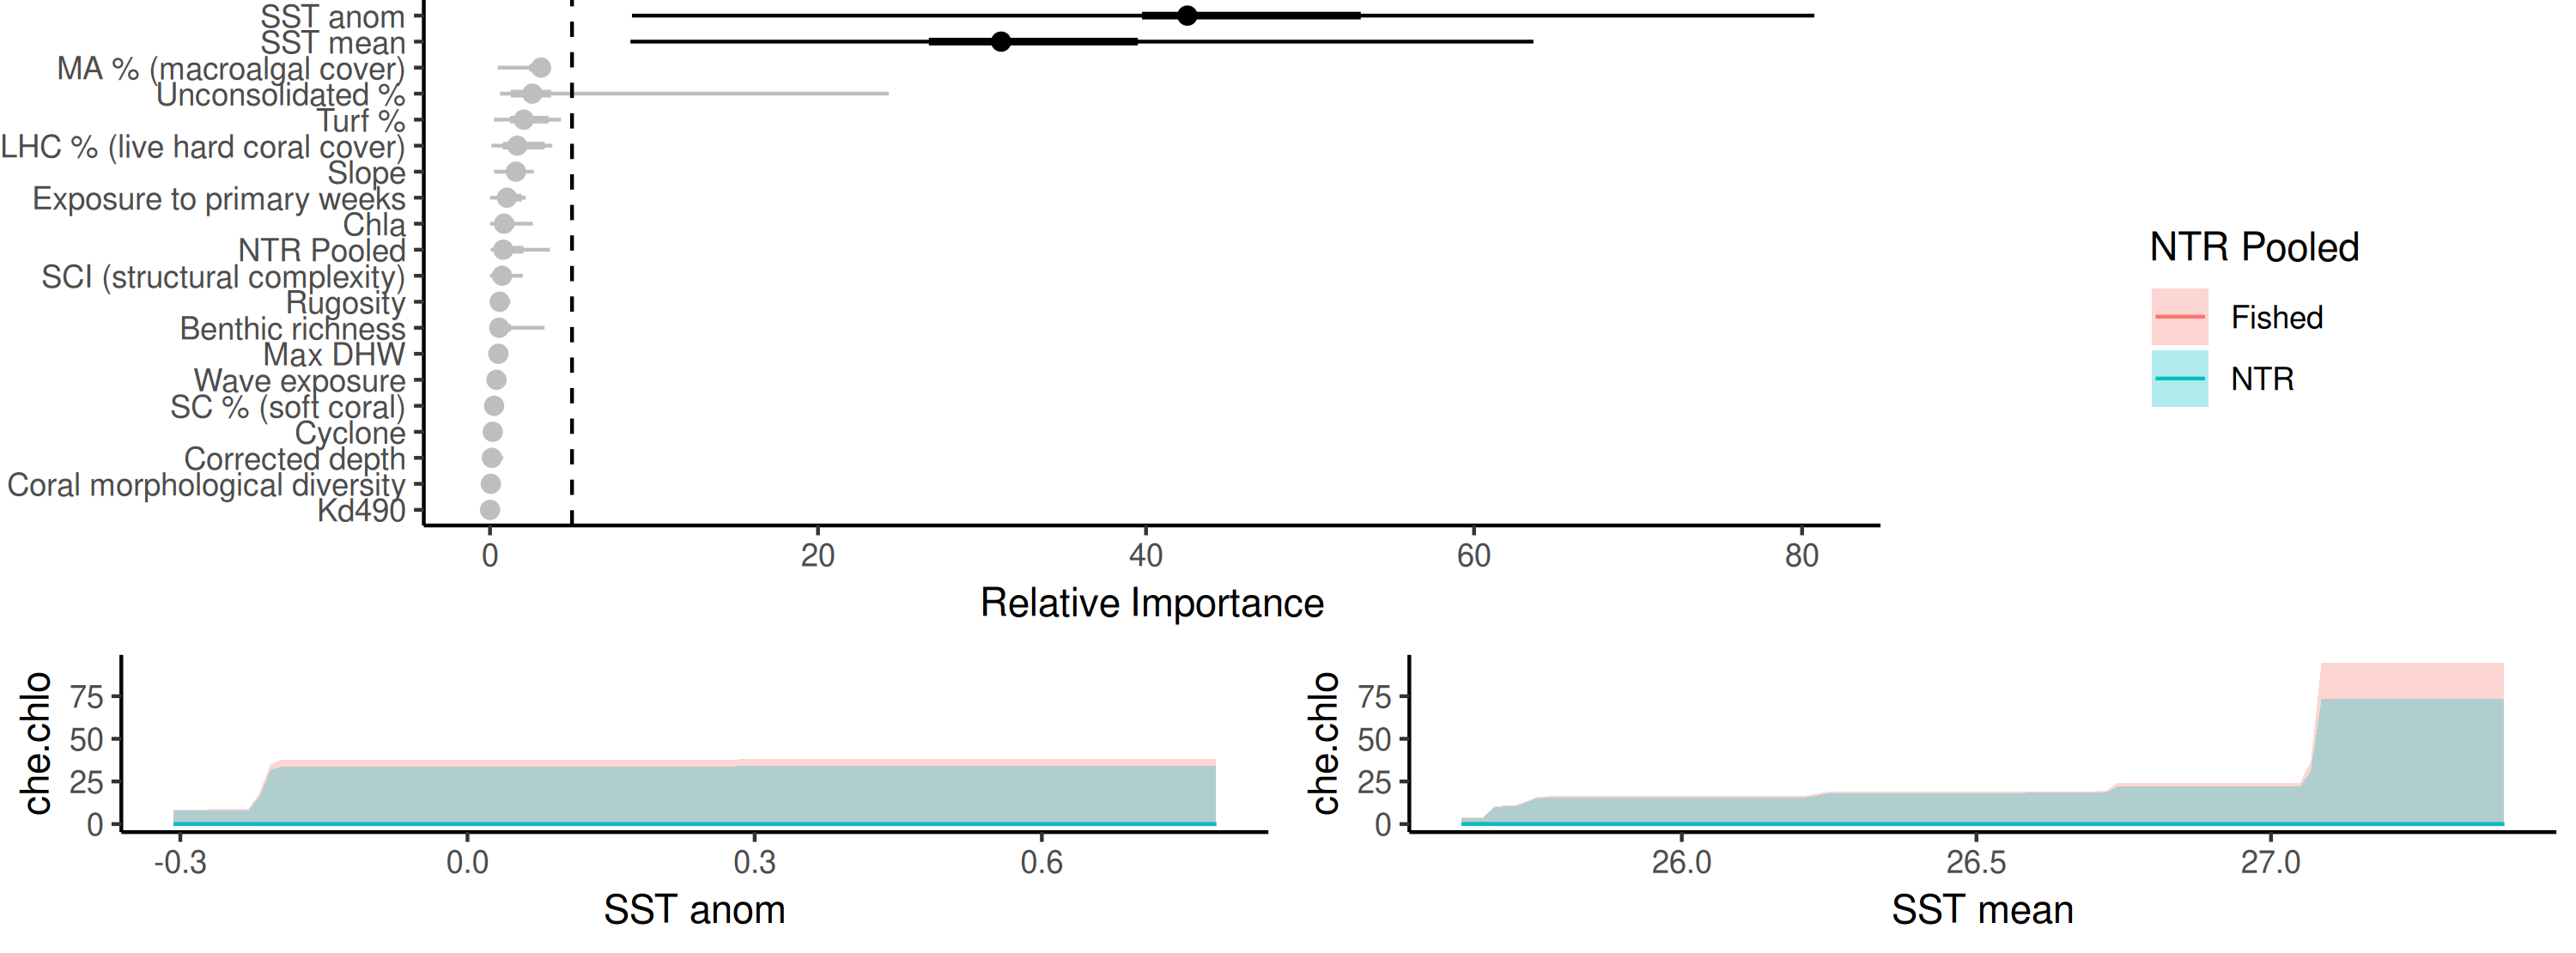 SST anom
SST mean
MA % (macroalgal cover)
Unconsolidated %
Turf %
LHC % (live hard coral cover)
Slope
Exposure to primary weeks
Chla
NTR Pooled
SCI (structural complexity)
Rugosity
Benthic richness
Max DHW
Wave exposure
SC % (soft coral)
Cyclone
Corrected depth
Coral morphological diversity
Kd490
0 20 40 60 80
Relative Importance
NTR Pooled
Fished
NTR
che.chlo
75
50
25
0
-0.3 0.0 0.3 0.6
SST anom
che.chlo
75
50
25
0
26.0 26.5 27.0
SST mean